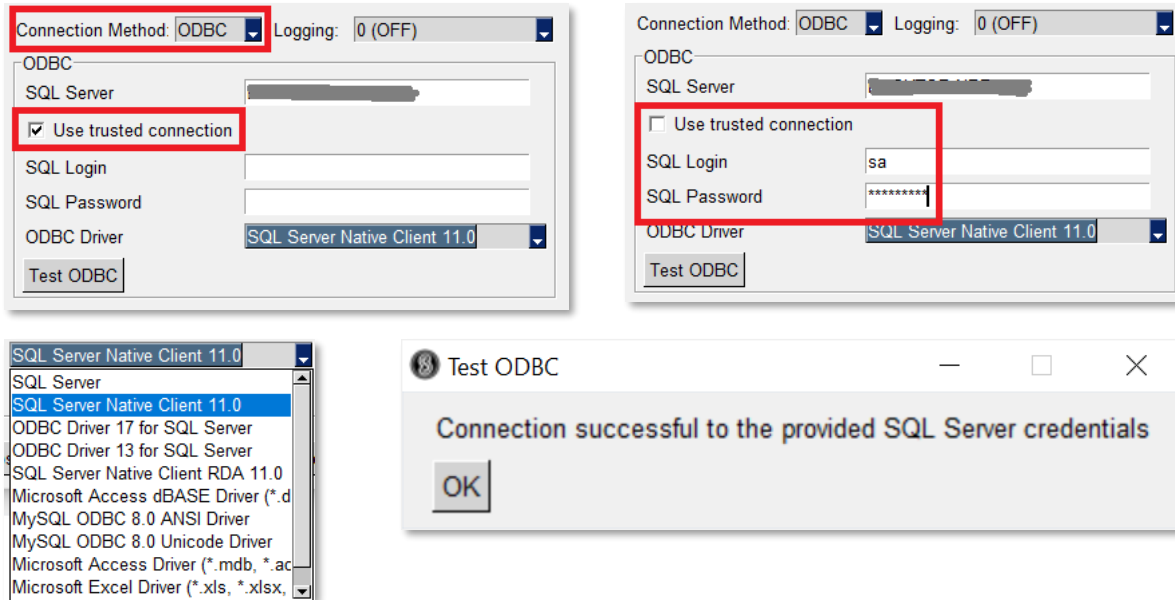 Connection Method: ODBC Logging: 0 (OFF)
ODBC
SQL Server
Use trusted connection
SQL Login
SQL Password
ODBC Driver SQL Server Native Client 11.0
Test ODBC
Connection Method: ODBC Logging: 0 (OFF)
ODBC
SQL Server
Use trusted connection
SQL Login sa
SQL Password *********
ODBC Driver SQL Server Native Client 11.0
Test ODBC
SQL Server Native Client 11.0
SQL Server
SQL Server Native Client 11.0
ODBC Driver 17 for SQL Server
ODBC Driver 13 for SQL Server
SQL Server Native Client RDA 11.0
Microsoft Access dBASE Driver (*.d
MySQL ODBC 8.0 ANSI Driver
MySQL ODBC 8.0 Unicode Driver
Microsoft Access Driver (*.mdb, *.ac
Microsoft Excel Driver (*.xls, *.xlsx,
Test ODBC
Connection successful to the provided SQL Server credentials
OK